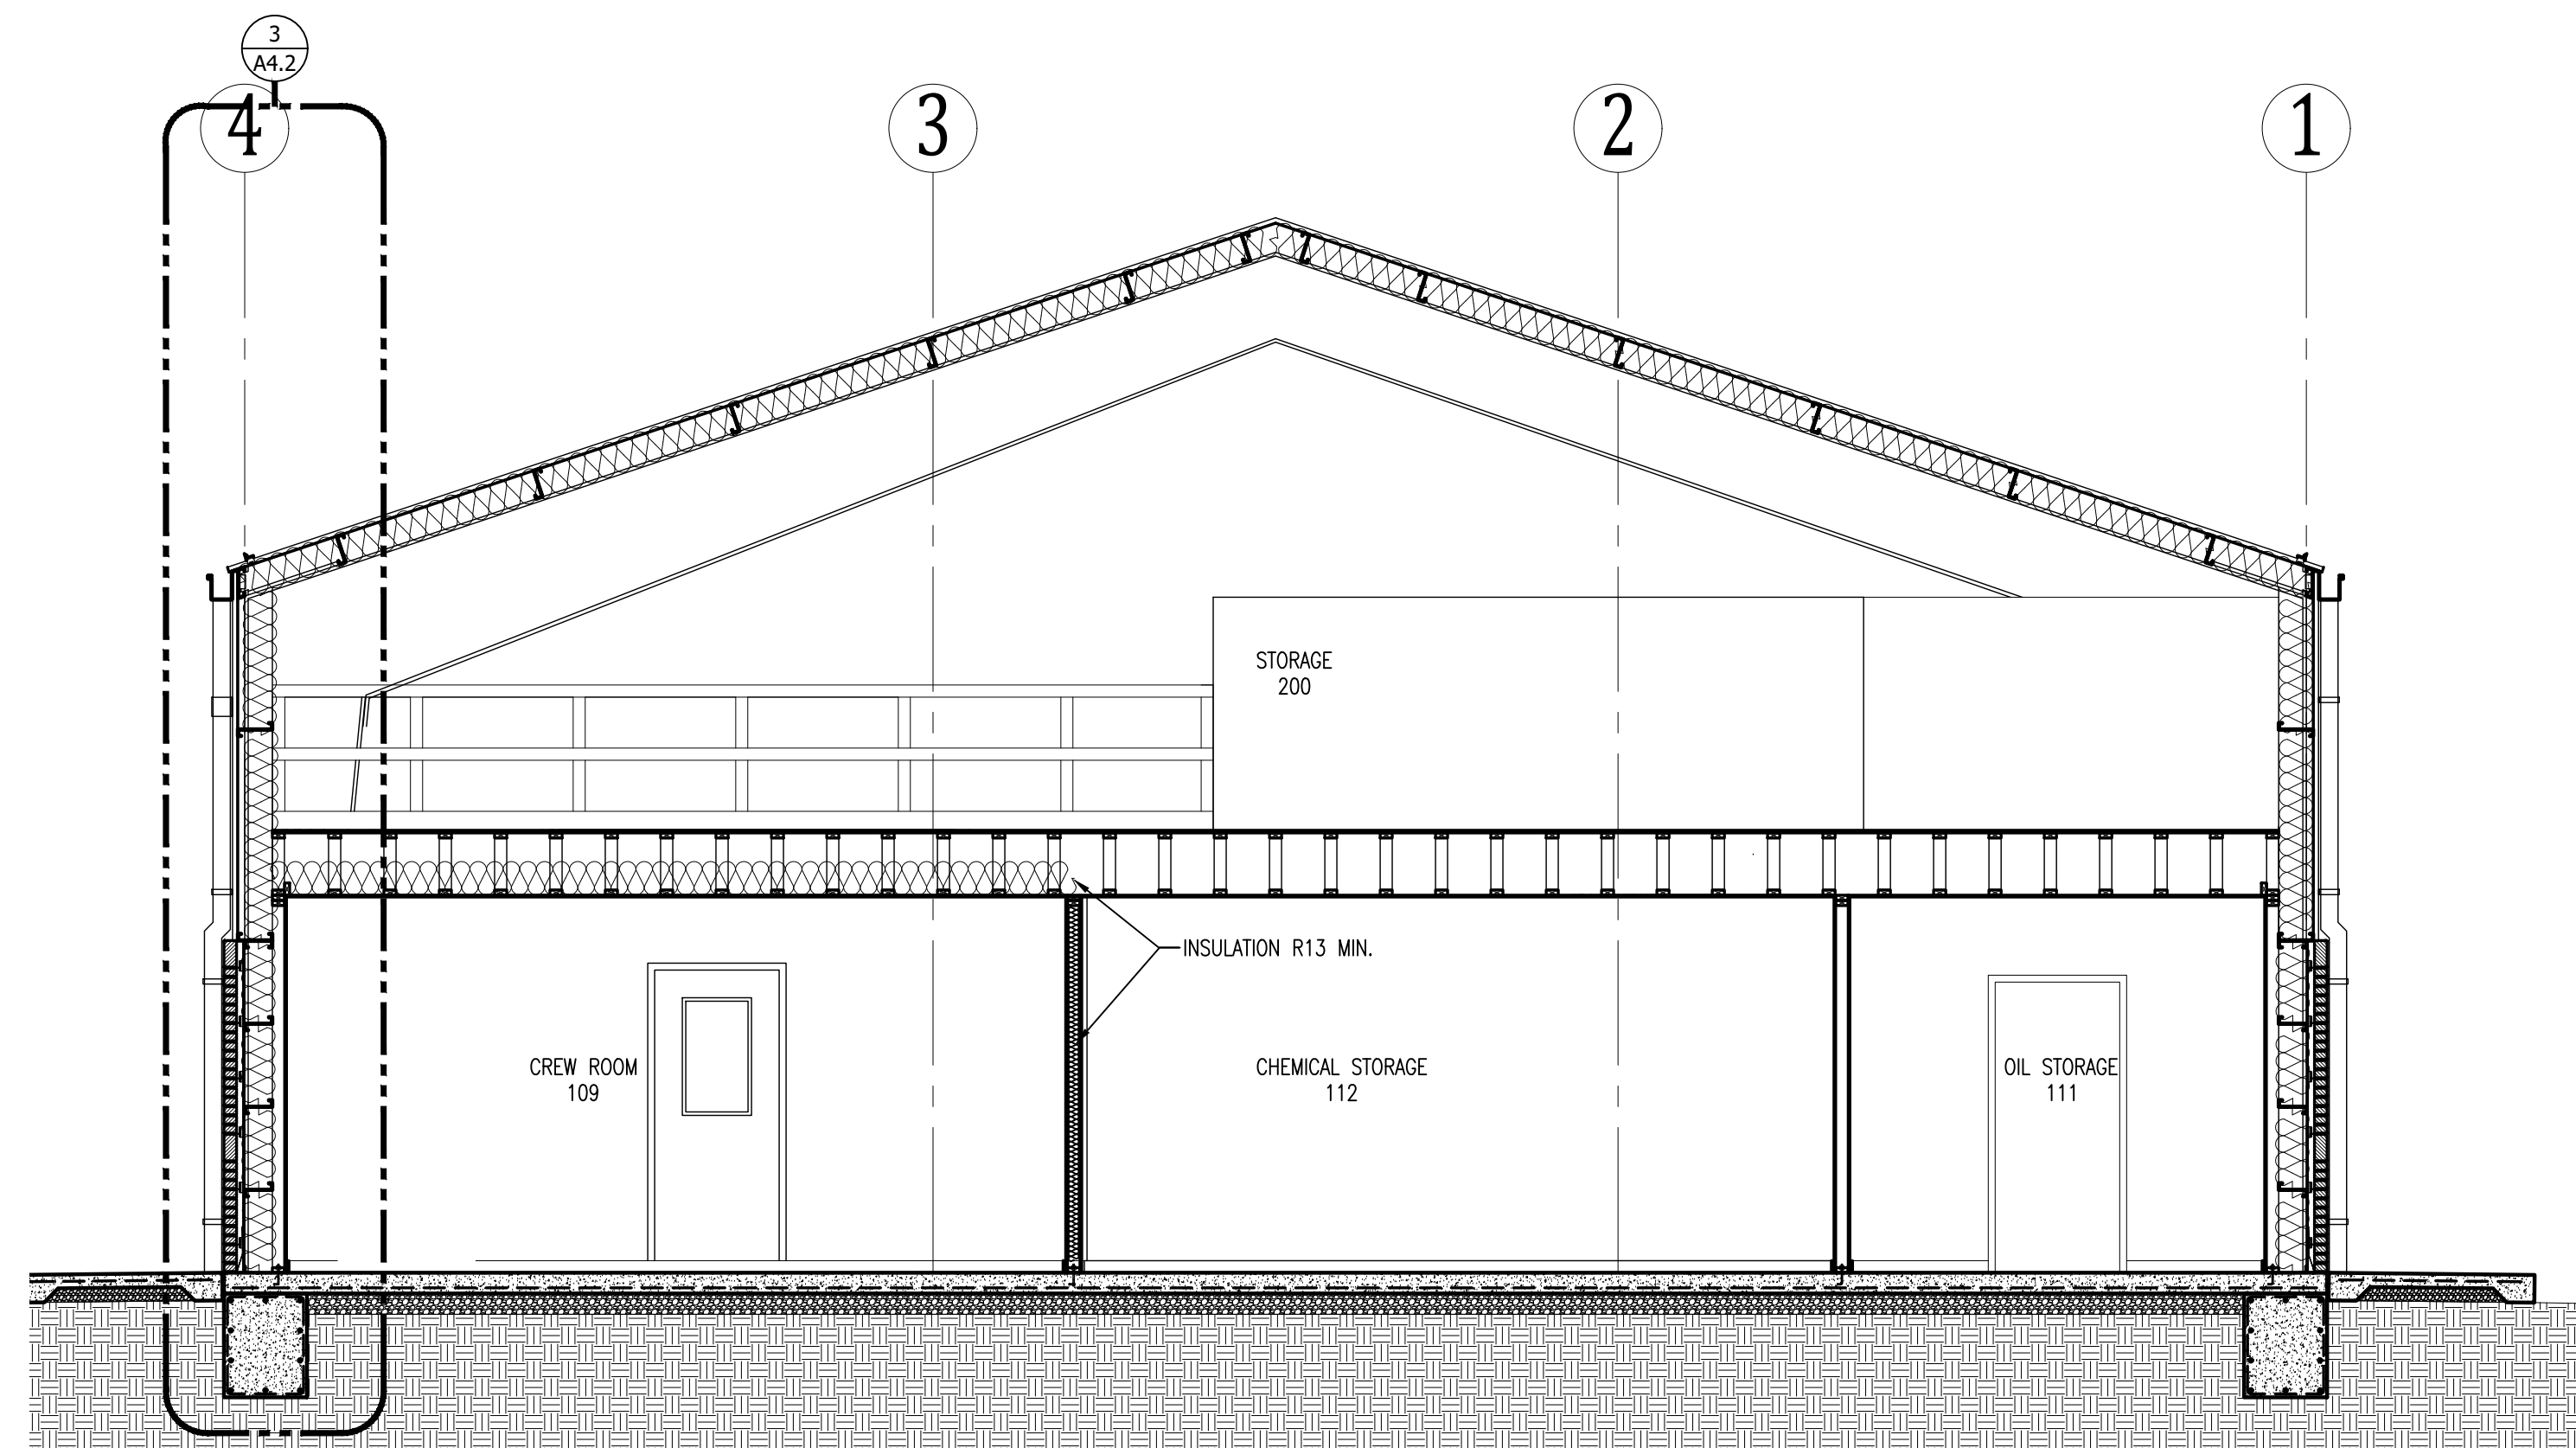 3
A4.2
4
3
2
1
STORAGE
200
INSULATION R13 MIN.
CREW ROOM
109
CHEMICAL STORAGE
112
OIL STORAGE
111